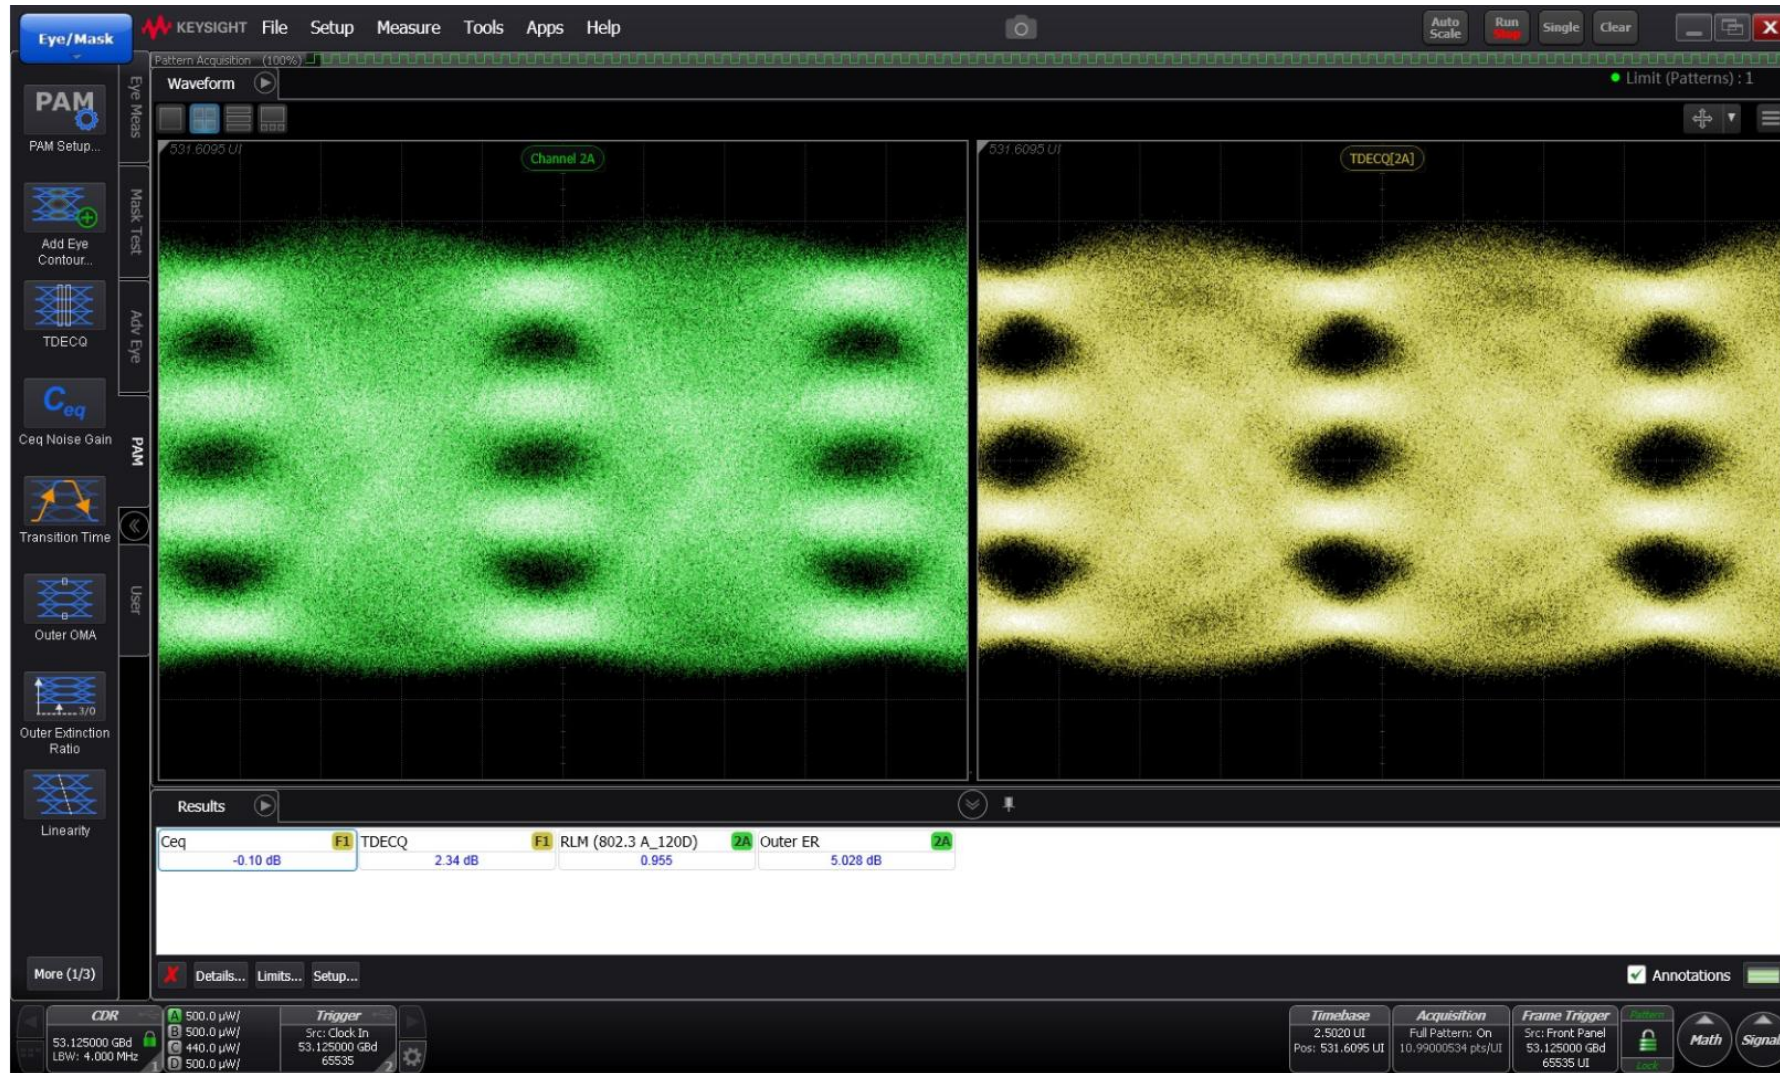 Eye/Mask
KEYSIGHT File Setup Measure Tools Apps Help
Auto Scale
Run Stop
Single
Clear
Pattern Acquisition (100%)
Waveform
Limit (Patterns) : 1
PAM
PAM Setup...
Add Eye
Contour...
TDECQ
Ceq
Ceq Noise Gain
Transition Time
Outer OMA
3/0
Outer Extinction
Ratio
Linearity
More (1/3)
Eye Meas
Mask Test
Adv Eye
PAM
User
531.6095 UI
Channel 2A
531.6095 UI
TDECQ[2A]
Results
Ceq F1 TDECQ F1 RLM (802.3 A_120D) 2A Outer ER 2A
-0.10 dB 2.34 dB 0.955 5.028 dB
Details... Limits... Setup...
Annotations
CDR
53.125000 GBd
LBW: 4.000 MHz
1
A 500.0 µW/
B 500.0 µW/
C 440.0 µW/
D 500.0 µW/
Trigger
Src: Clock In
53.125000 GBd
65535
2
Timebase
2.5020 UI
Pos: 531.6095 UI
Acquisition
Full Pattern: On
10.99000534 pts/UI
Frame Trigger
Src: Front Panel
53.125000 GBd
65535 UI
Pattern
Lock
Math
Signal